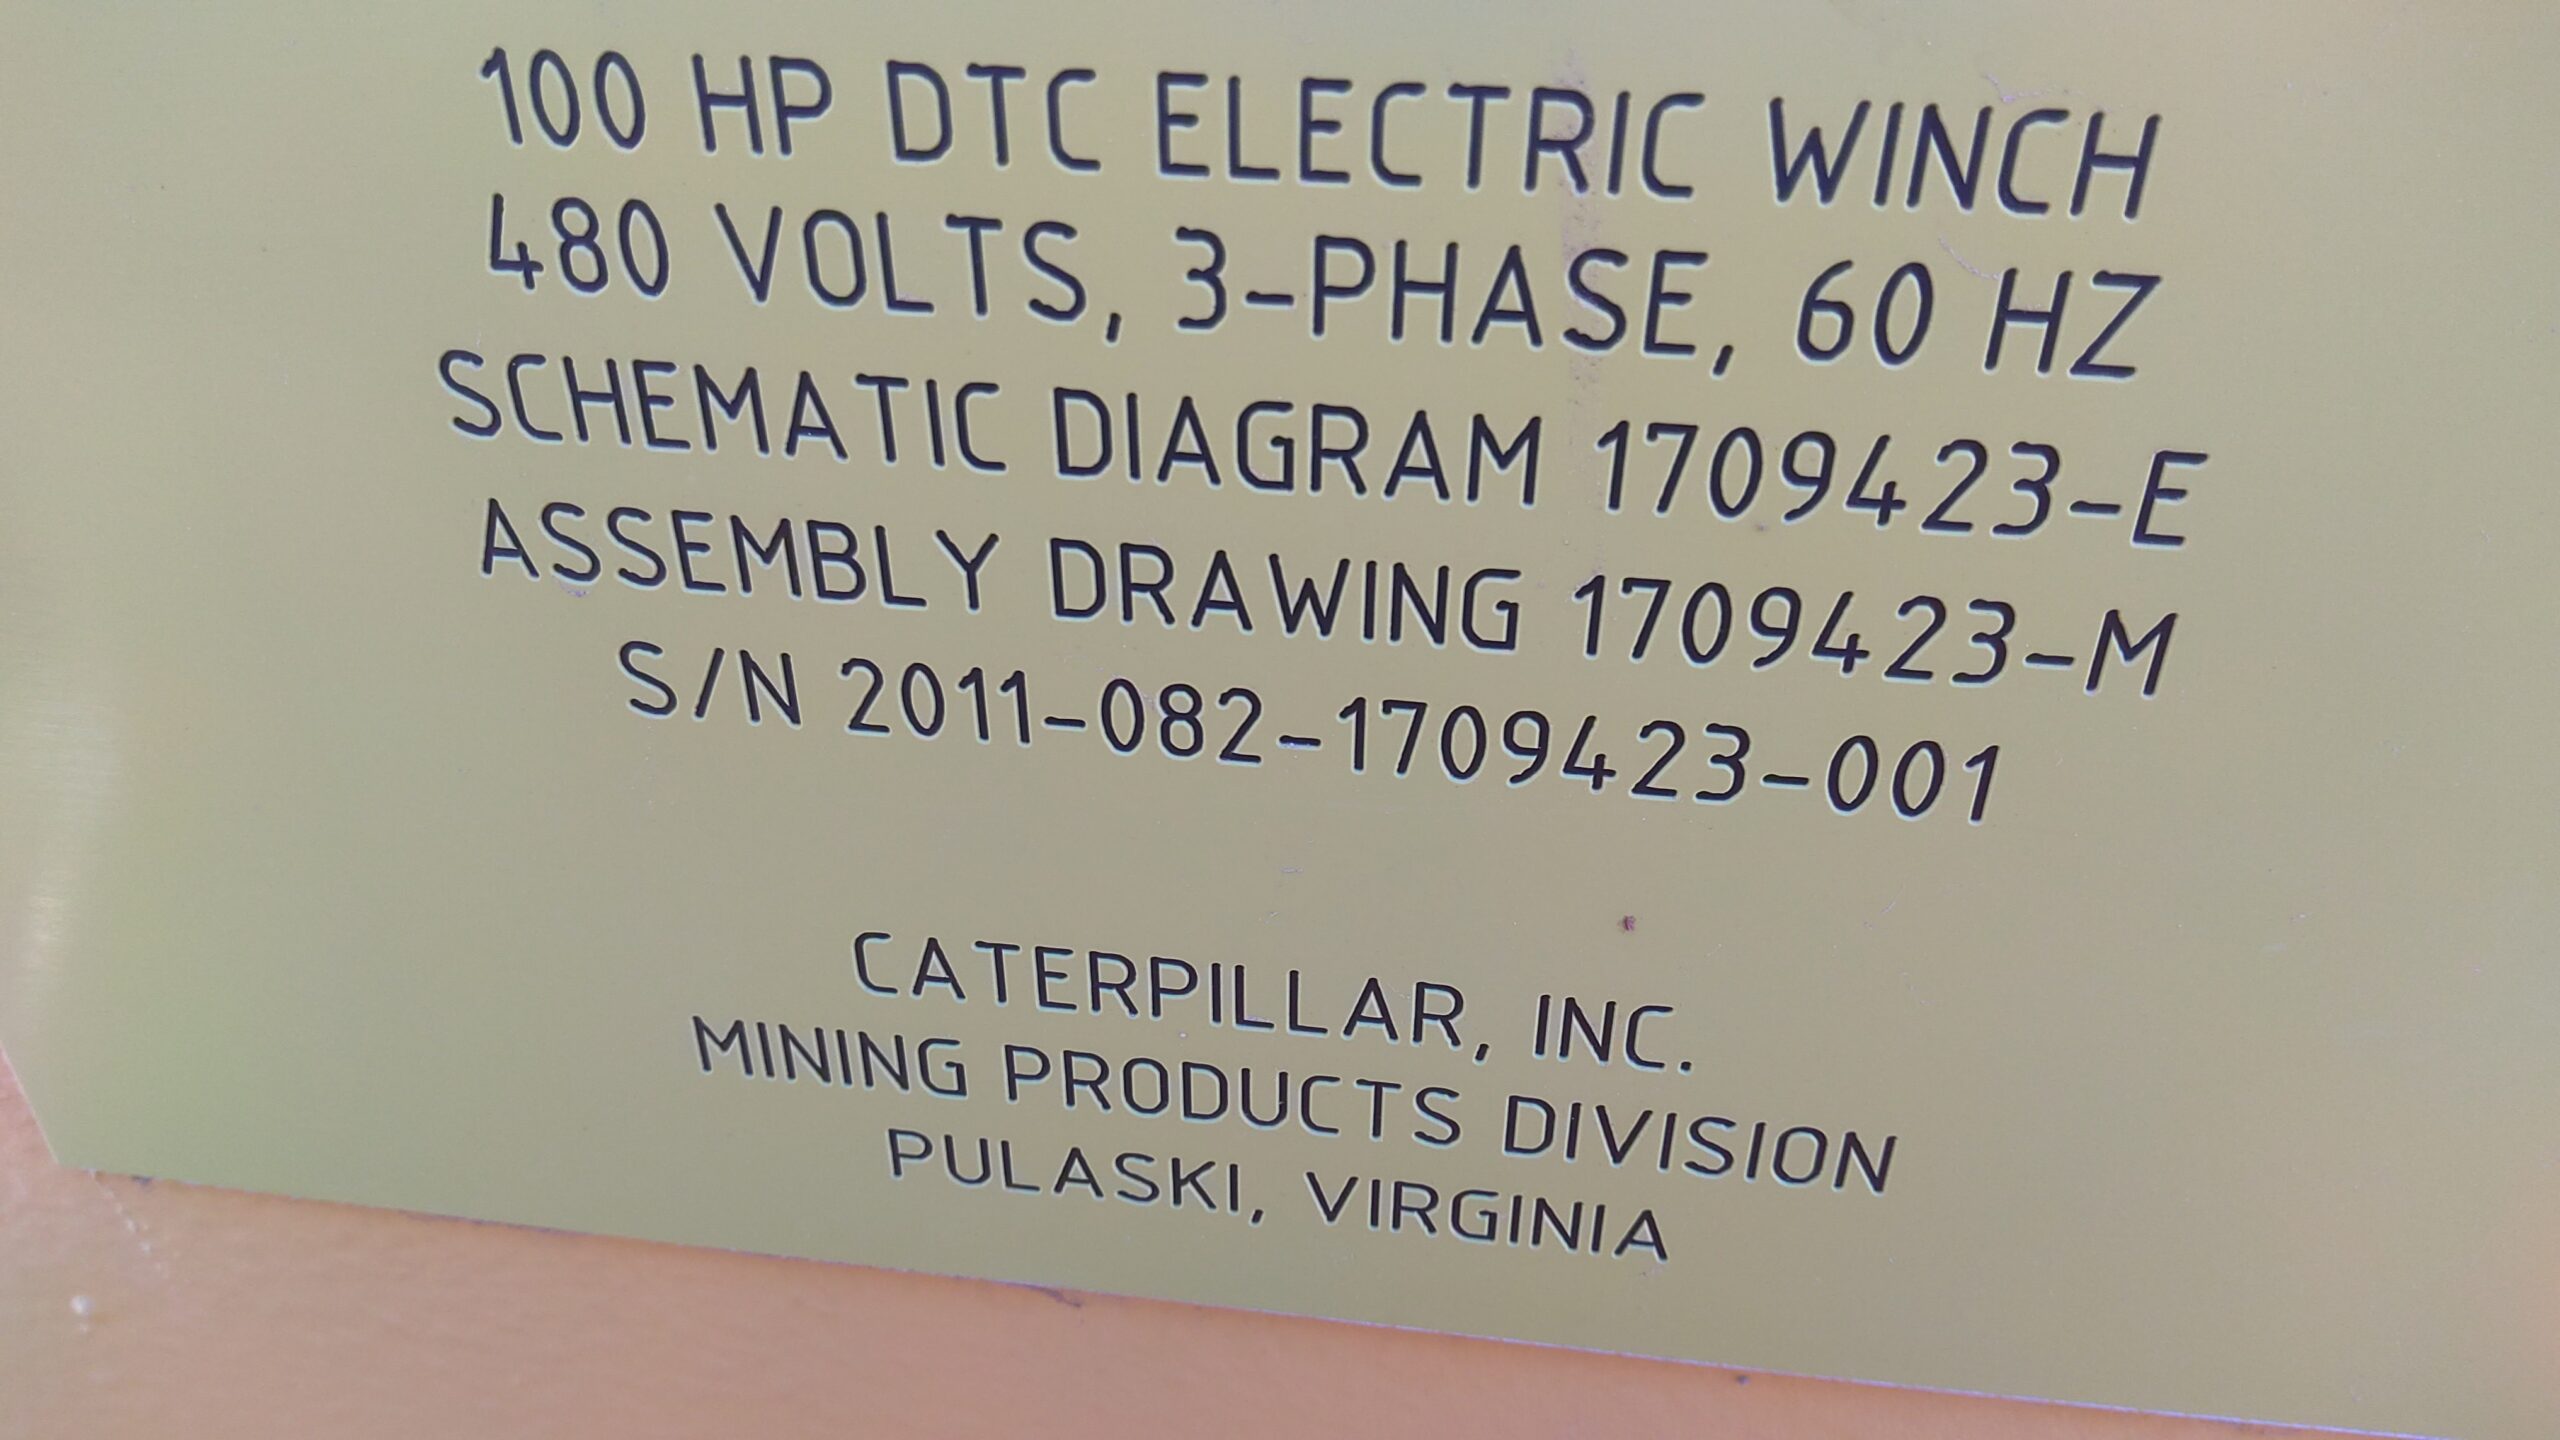 100 HP DTC ELECTRIC WINCH
480 VOLTS, 3-PHASE, 60 HZ
SCHEMATIC DIAGRAM 1709423-E
ASSEMBLY DRAWING 1709423-M
S/N 2011-082-1709423-001
CATERPILLAR, INC.
MINING PRODUCTS DIVISION
PULASKI, VIRGINIA